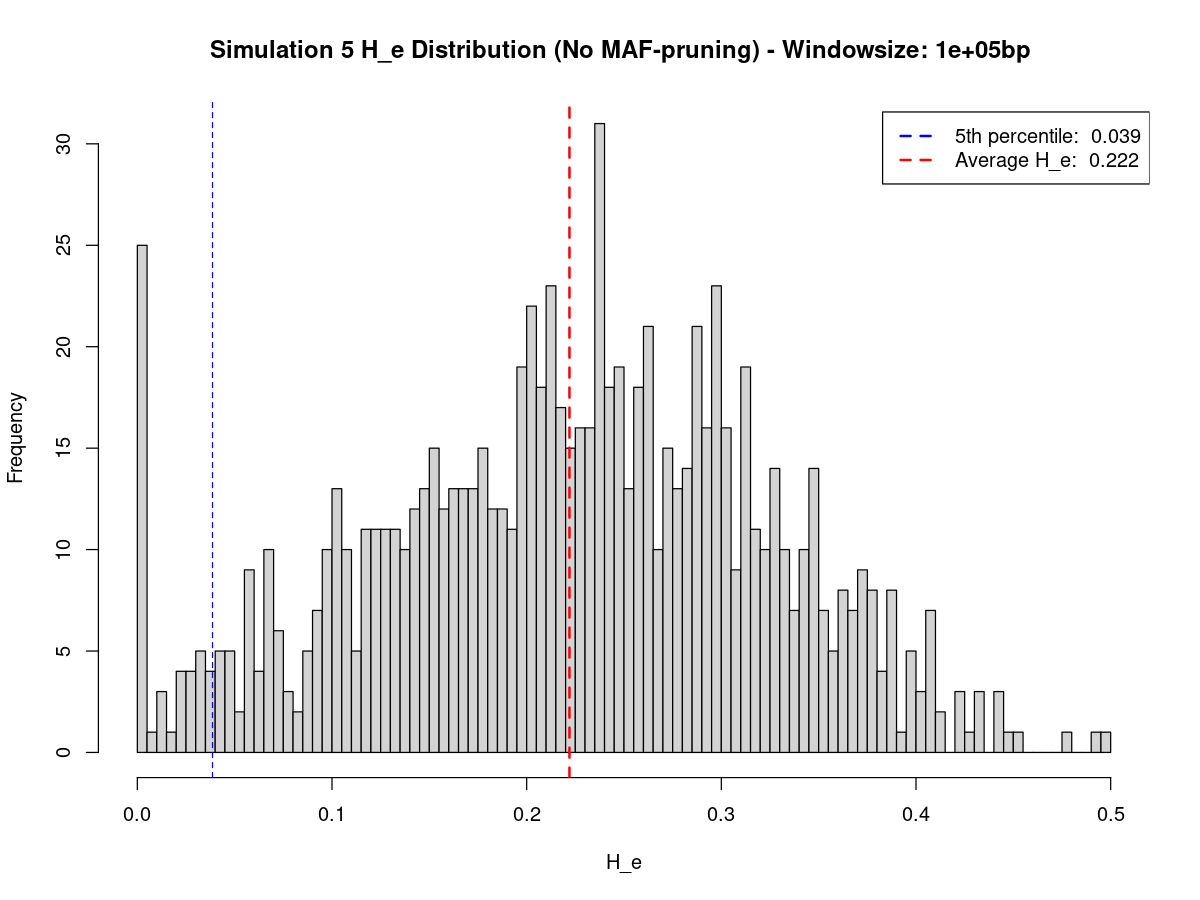 Simulation 5 H_e Distribution (No MAF-pruning) - Windowsize: 1e+05bp
5th percentile:  0.039
Average H_e:  0.222
30
25
20
15
10
5
0
Frequency
0.0 0.1 0.2 0.3 0.4 0.5
H_e